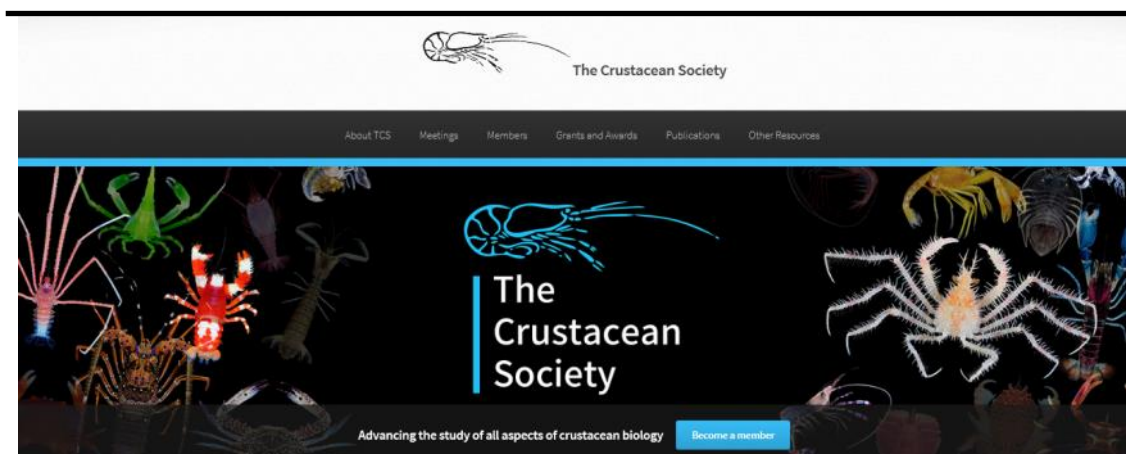 The Crustacean Society
About TCS Meetings Members Grants and Awards Publications Other Resources
The
Crustacean
Society
Advancing the study of all aspects of crustacean biology Become a member